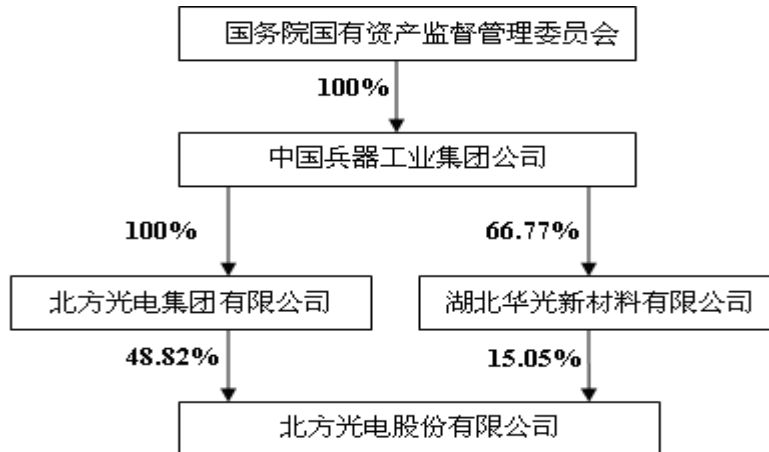 国务院国有资产监督管理委员会
100%
中国兵器工业集团公司
100%
66.77%
北方光电集团有限公司
湖北华光新材料有限公司
48.82%
15.05%
北方光电股份有限公司